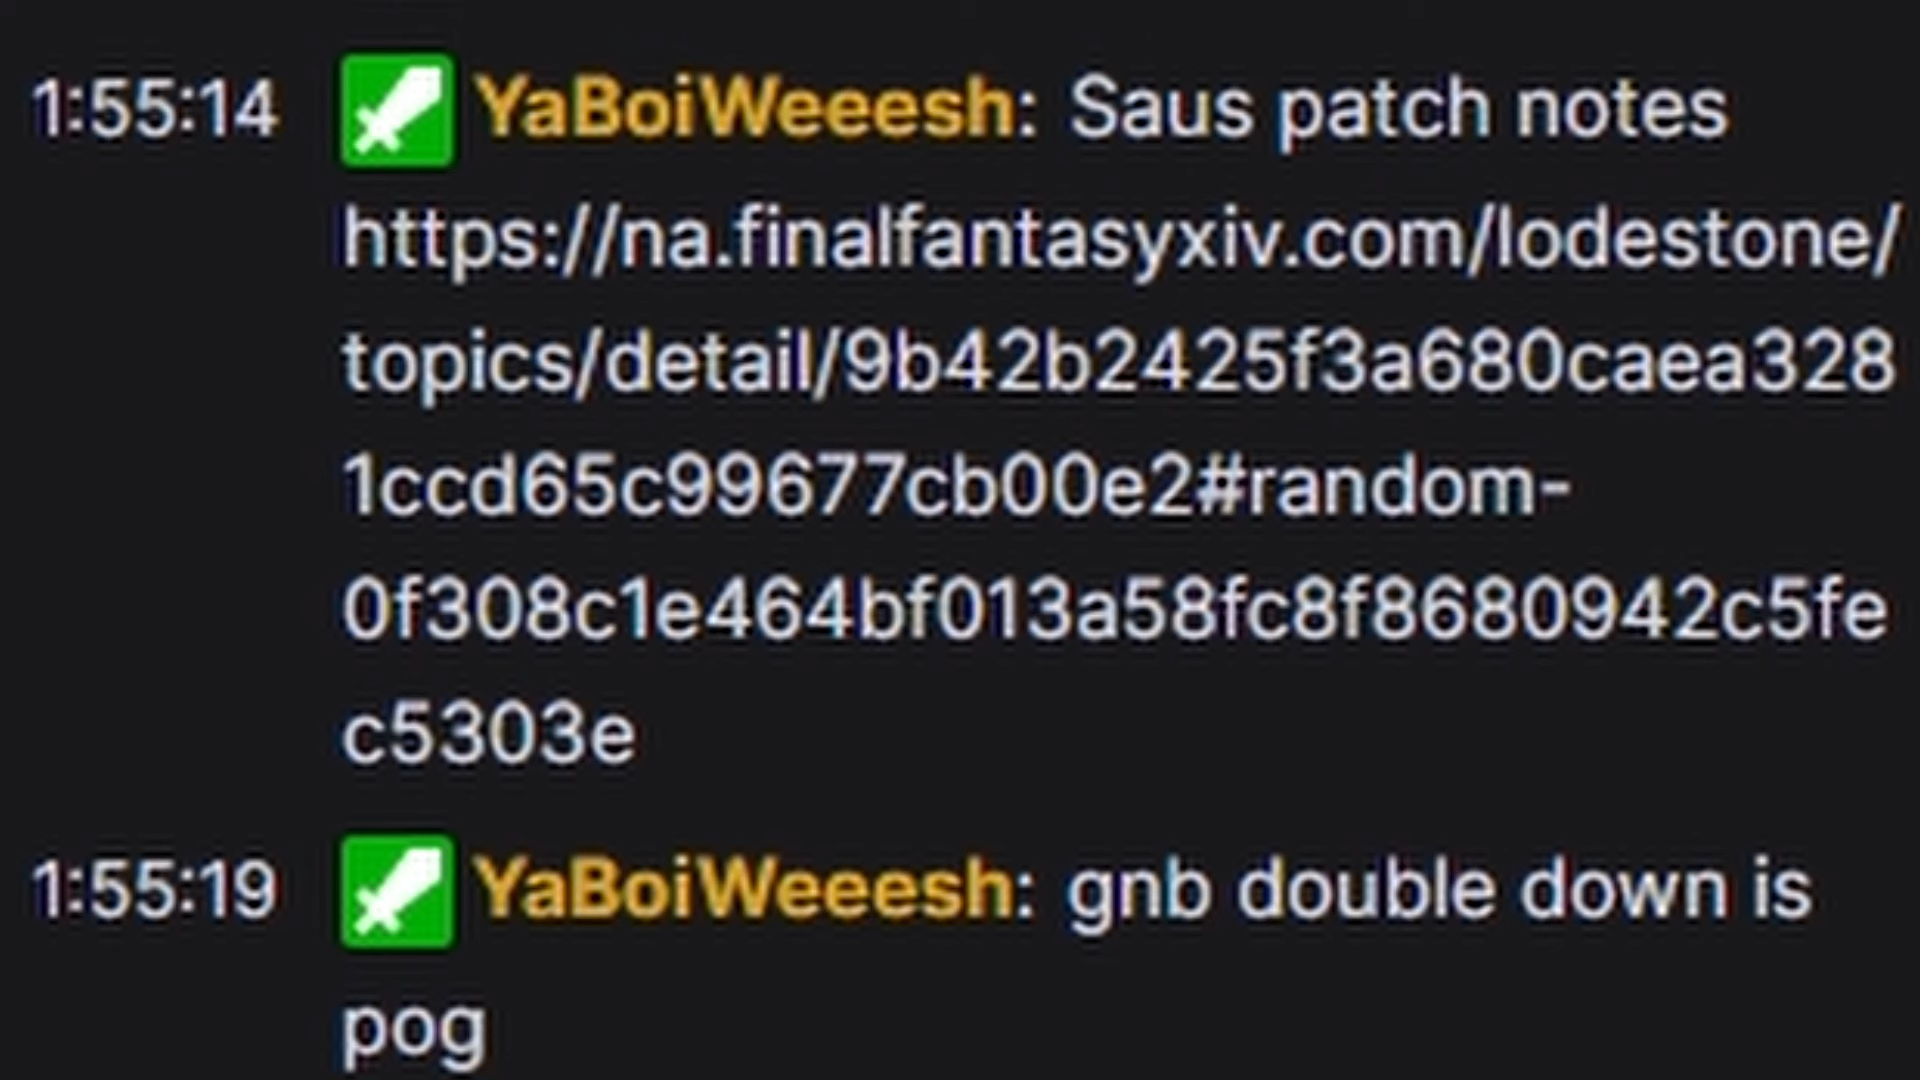 1:55:14 YaBoiWeeesh: Saus patch notes
https://na.finalfantasyxiv.com/lodestone/
topics/detail/9b42b2425f3a680caea328
1ccd65c99677cb00e2#random-
0f308c1e464bf013a58fc8f8680942c5fe
c5303e
1:55:19 YaBoiWeeesh: gnb double down is
pog